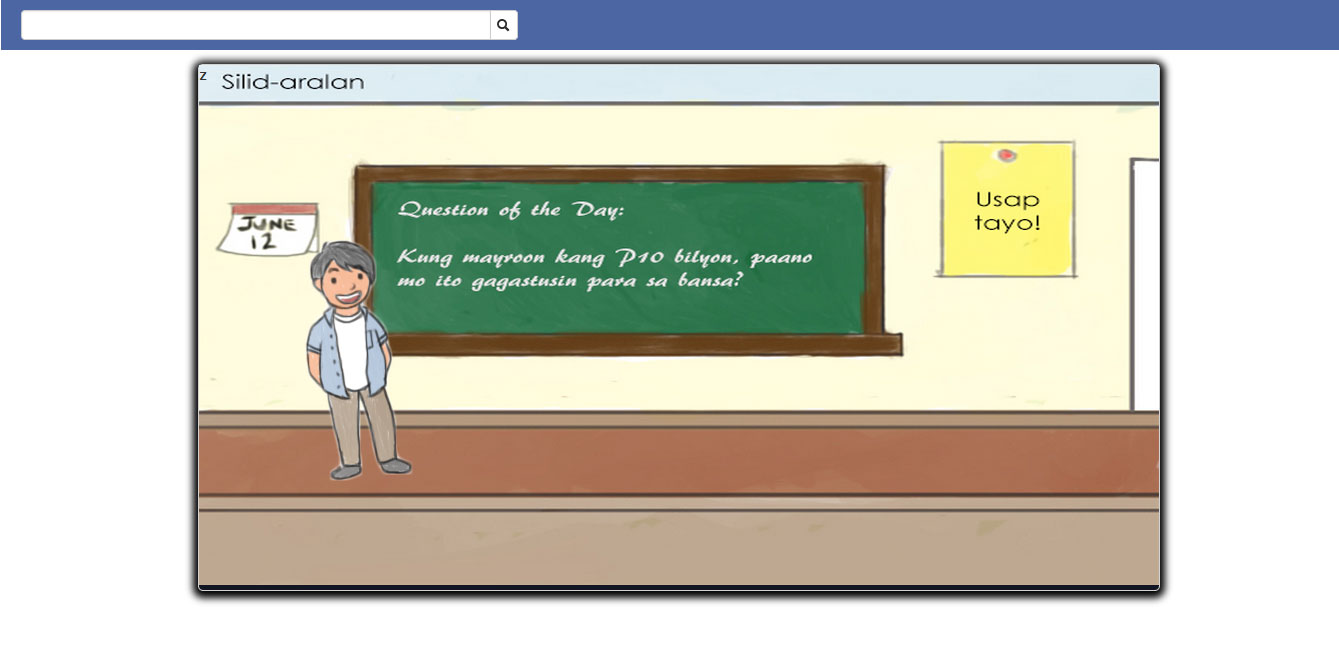 z Silid-aralan
JUNE
12
Question of the Day:
Kung mayroon kang P10 bilyon, paano
mo ito gagastusin para sa bansa?
Usap
tayo!